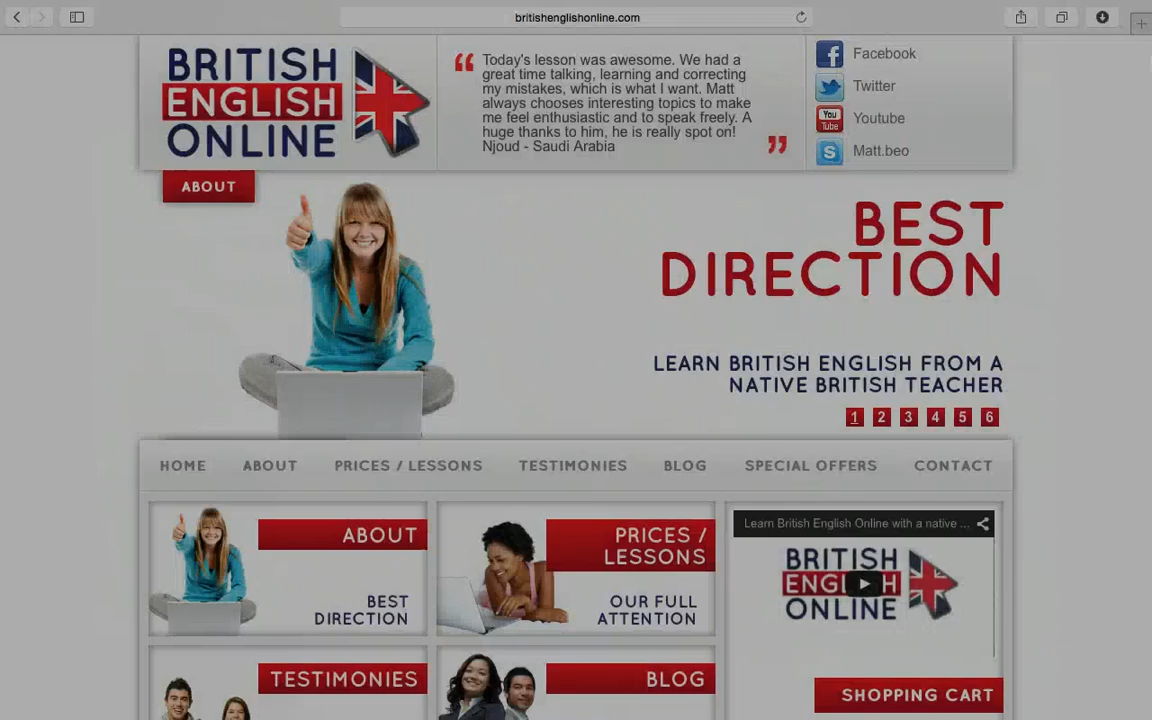 britishenglishonline.com
BRITISH
ENGLISH
ONLINE
Today's lesson was awesome. We had a
great time talking, learning and correcting
my mistakes, which is what I want. Matt
always chooses interesting topics to make
me feel enthusiastic and to speak freely. A
huge thanks to him, he is really spot on!
Njoud - Saudi Arabia
Facebook
Twitter
You
Tube
Youtube
Matt.beo
ABOUT
BEST
DIRECTION
LEARN BRITISH ENGLISH FROM A
NATIVE BRITISH TEACHER
1 2 3 4 5 6
HOME ABOUT PRICES / LESSONS TESTIMONIES BLOG SPECIAL OFFERS CONTACT
ABOUT
BEST
DIRECTION
PRICES /
LESSONS
OUR FULL
ATTENTION
Learn British English Online with a native ...
BRITISH
ENGLISH
ONLINE
TESTIMONIES
BLOG
SHOPPING CART